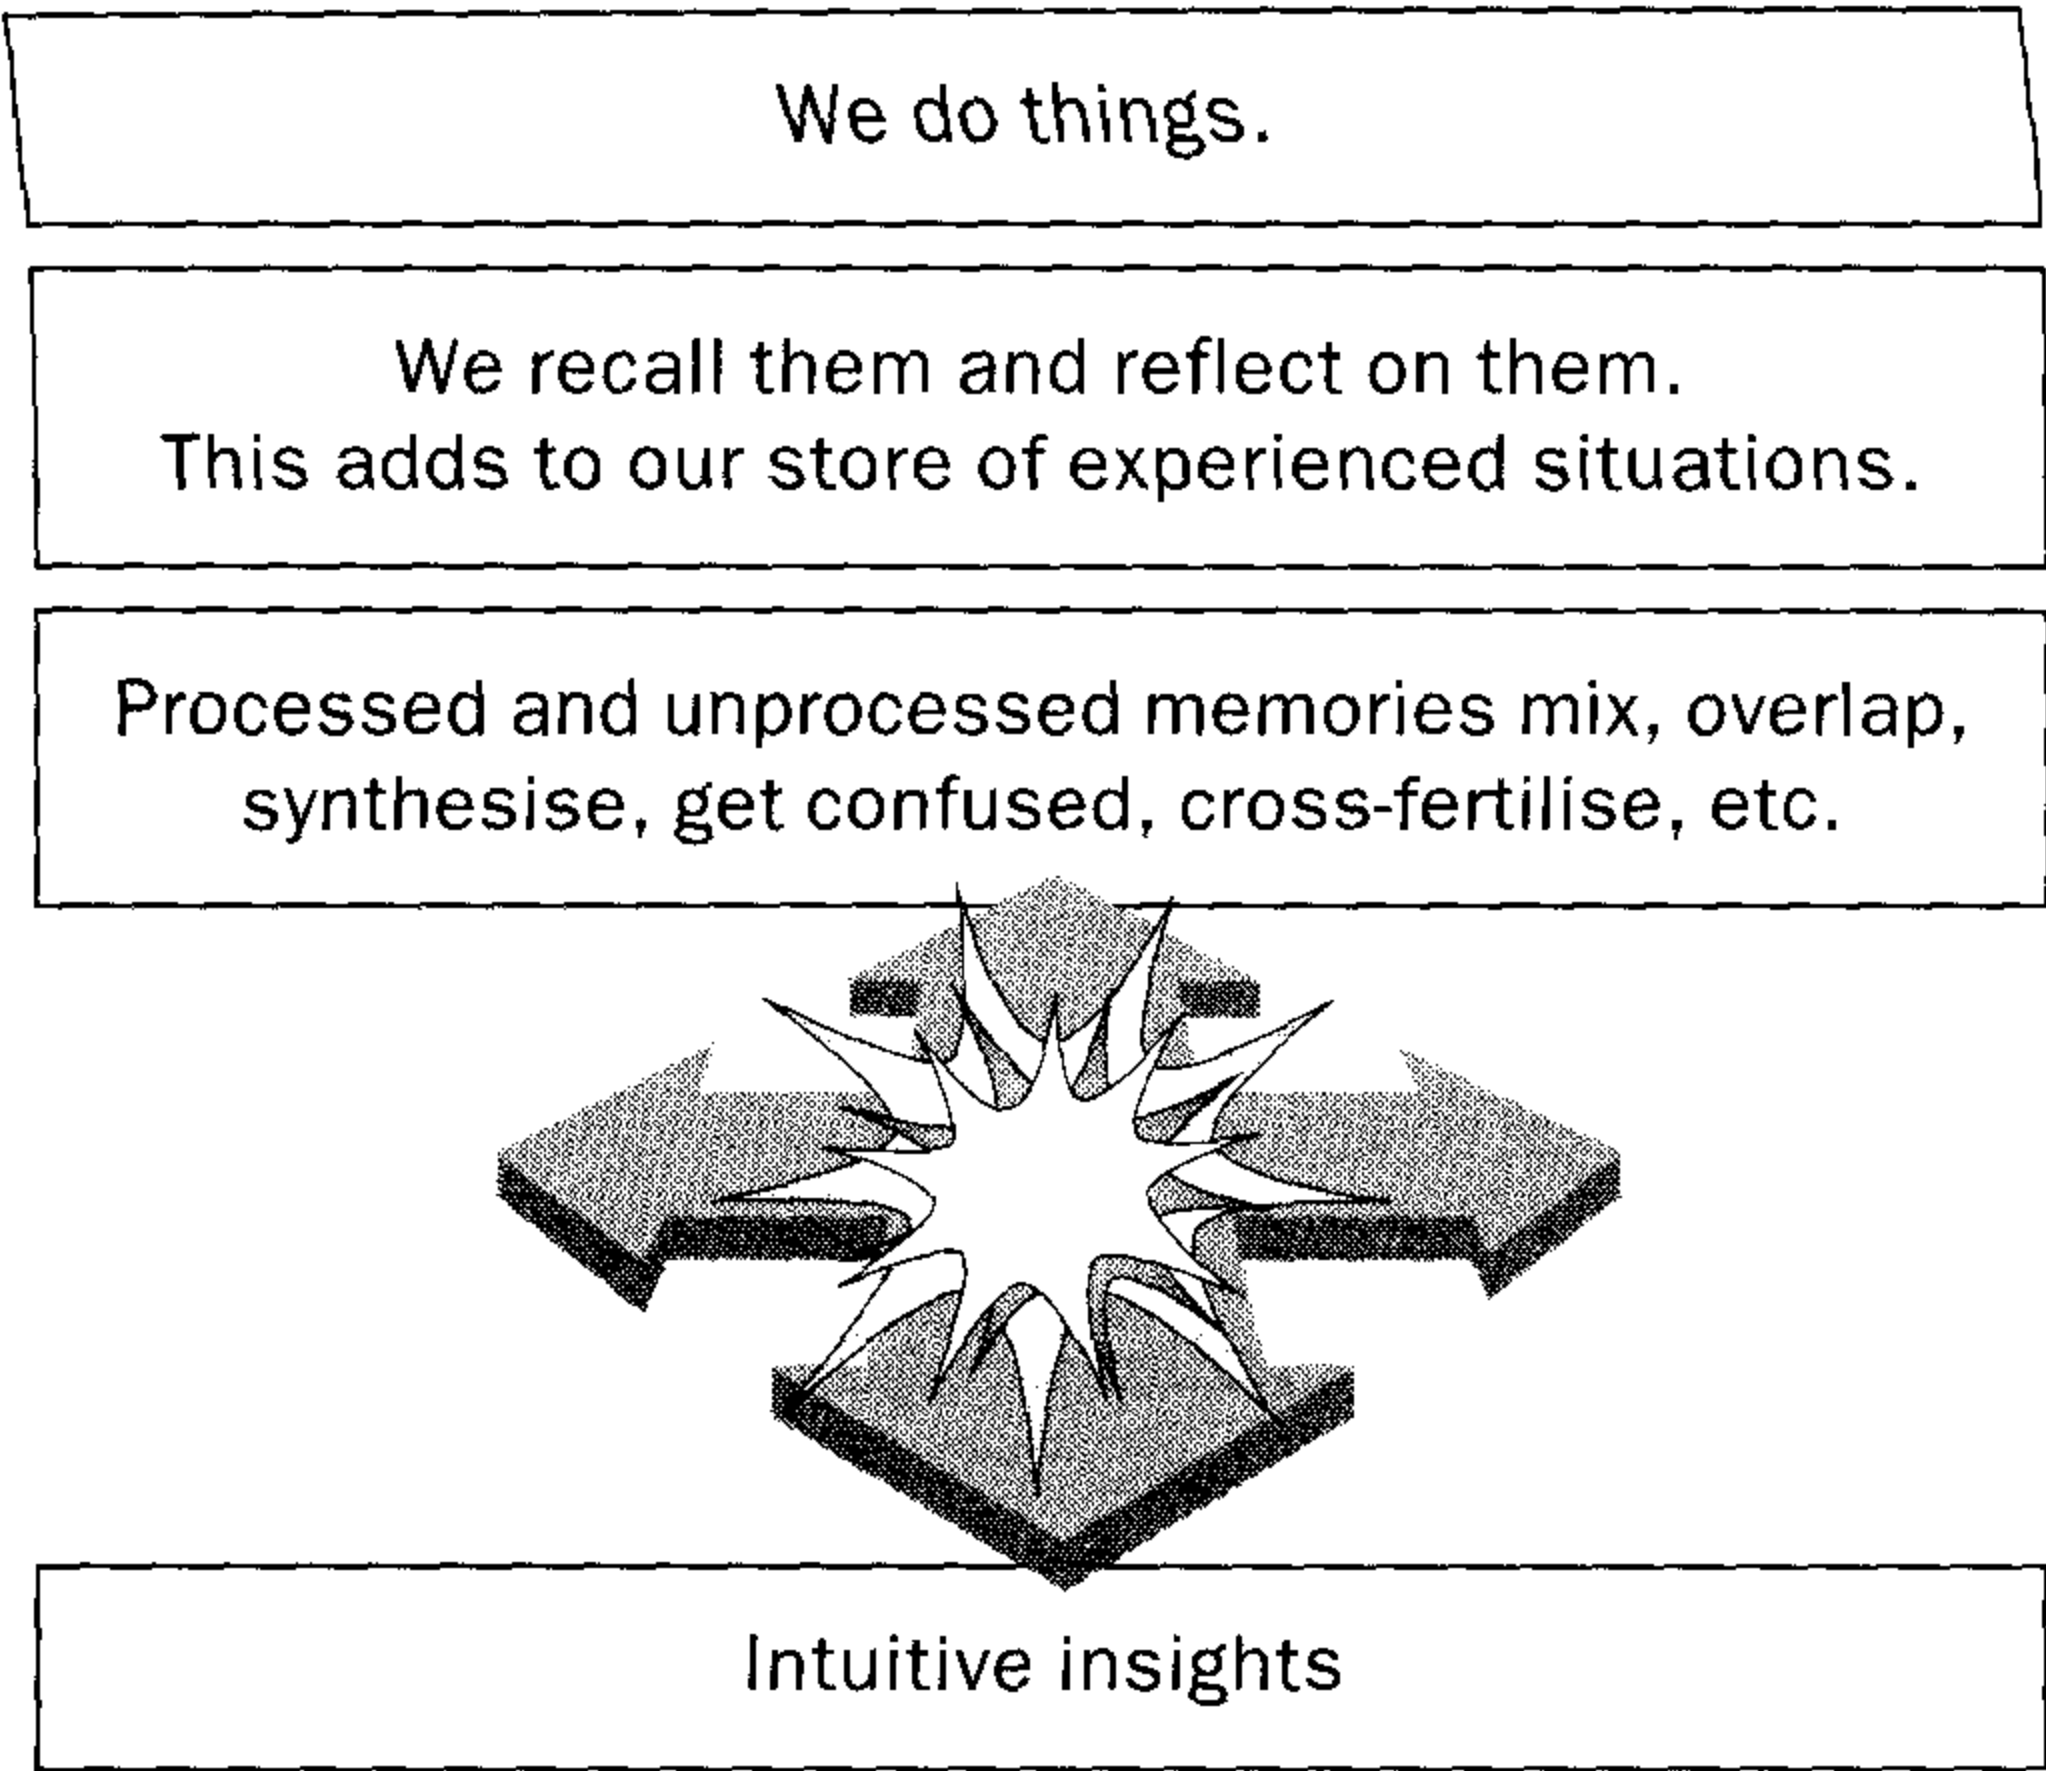 We do things.
We recall them and reflect on them.
This adds to our store of experienced situations.
Processed and unprocessed memories mix, overlap,
synthesise, get confused, cross-fertilise, etc.
Intuitive insights